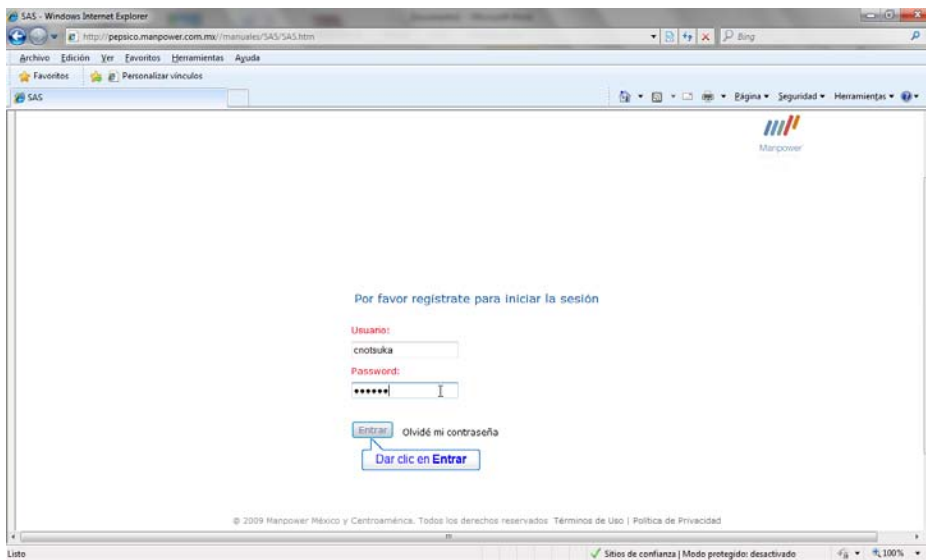 SAS - Windows Internet Explorer
http://pepsico.manpower.com.mx//manuales/SAS/SAS.htm
Bing
Archivo Edición Ver Favoritos Herramientas Ayuda
Favoritos Personalizar vínculos
SAS Página Seguridad Herramientas
Manpower
Por favor regístrate para iniciar la sesión
Usuario:
cnotsuka
Password:
••••••
Entrar Olvidé mi contraseña
Dar clic en Entrar
© 2009 Manpower México y Centroamérica. Todos los derechos reservados Términos de Uso | Política de Privacidad
Listo Sitios de confianza | Modo protegido: desactivado 100%